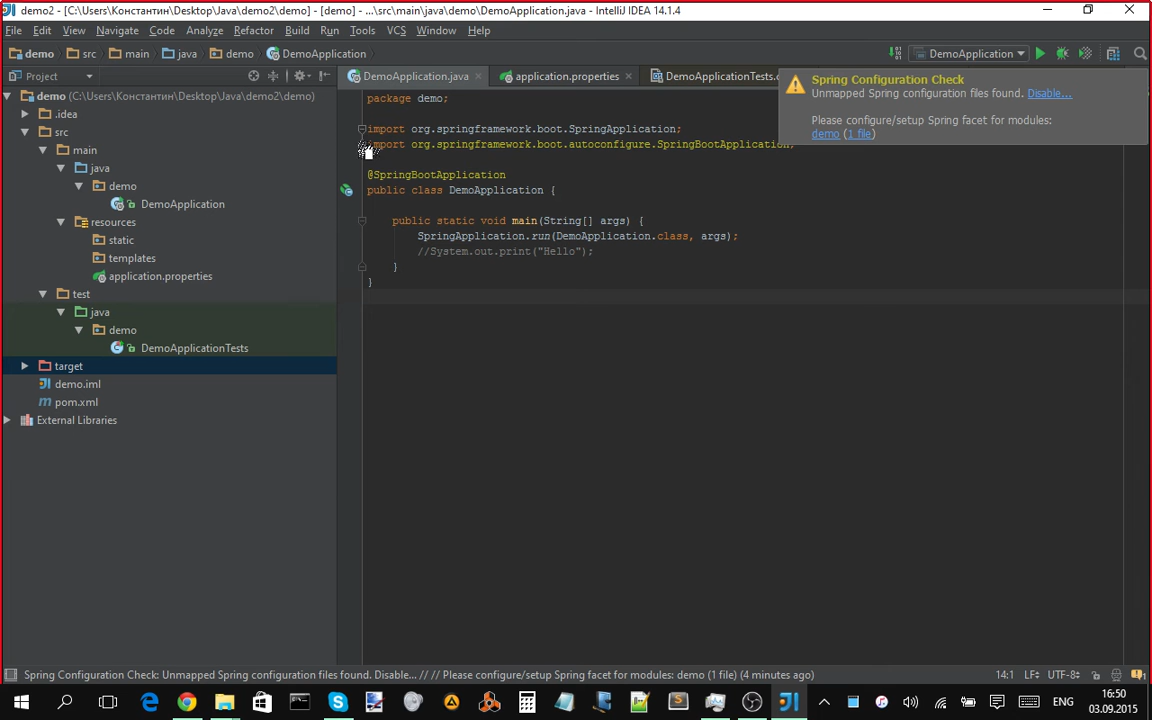 demo2 - [C:\Users\Константин\Desktop\Java\demo2\demo] - [demo] - ...\src\main\java\demo\DemoApplication.java - IntelliJ IDEA 14.1.4
File Edit View Navigate Code Analyze Refactor Build Run Tools VCS Window Help
demo src main java demo DemoApplication
DemoApplication
Project
DemoApplication.java application.properties DemoApplicationTests.
Spring Configuration Check
Unmapped Spring configuration files found. Disable...
Please configure/setup Spring facet for modules:
demo (1 file)
demo (C:\Users\Константин\Desktop\Java\demo2\demo)
.idea
src
main
java
demo
DemoApplication
resources
static
templates
application.properties
test
java
demo
DemoApplicationTests
target
demo.iml
pom.xml
External Libraries
package demo;
import org.springframework.boot.SpringApplication;
import org.springframework.boot.autoconfigure.SpringBootApplication;
@SpringBootApplication
public class DemoApplication {
public static void main(String[] args) {
SpringApplication.run(DemoApplication.class, args);
//System.out.print("Hello");
}
}
Spring Configuration Check: Unmapped Spring configuration files found. Disable... // // Please configure/setup Spring facet for modules: demo (1 file) (4 minutes ago)
14:1 LF UTF-8
ENG
16:50
03.09.2015